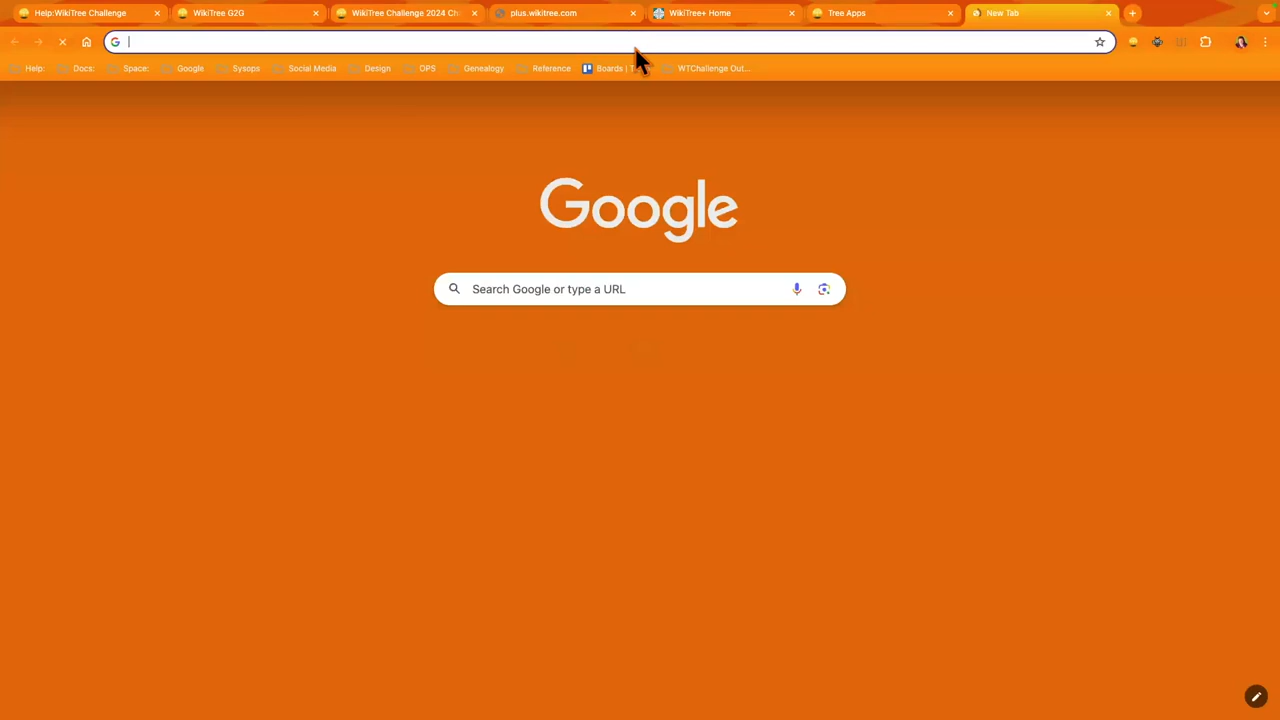 Help:WikiTree Challenge
WikiTree G2G
WikiTree Challenge 2024 Ch
plus.wikitree.com
WikiTree+ Home
Tree Apps
New Tab
Help:
Docs:
Space:
Google
Sysops
Social Media
Design
OPS
Genealogy
Reference
Boards | T
WTChallenge Out...
Google
Search Google or type a URL